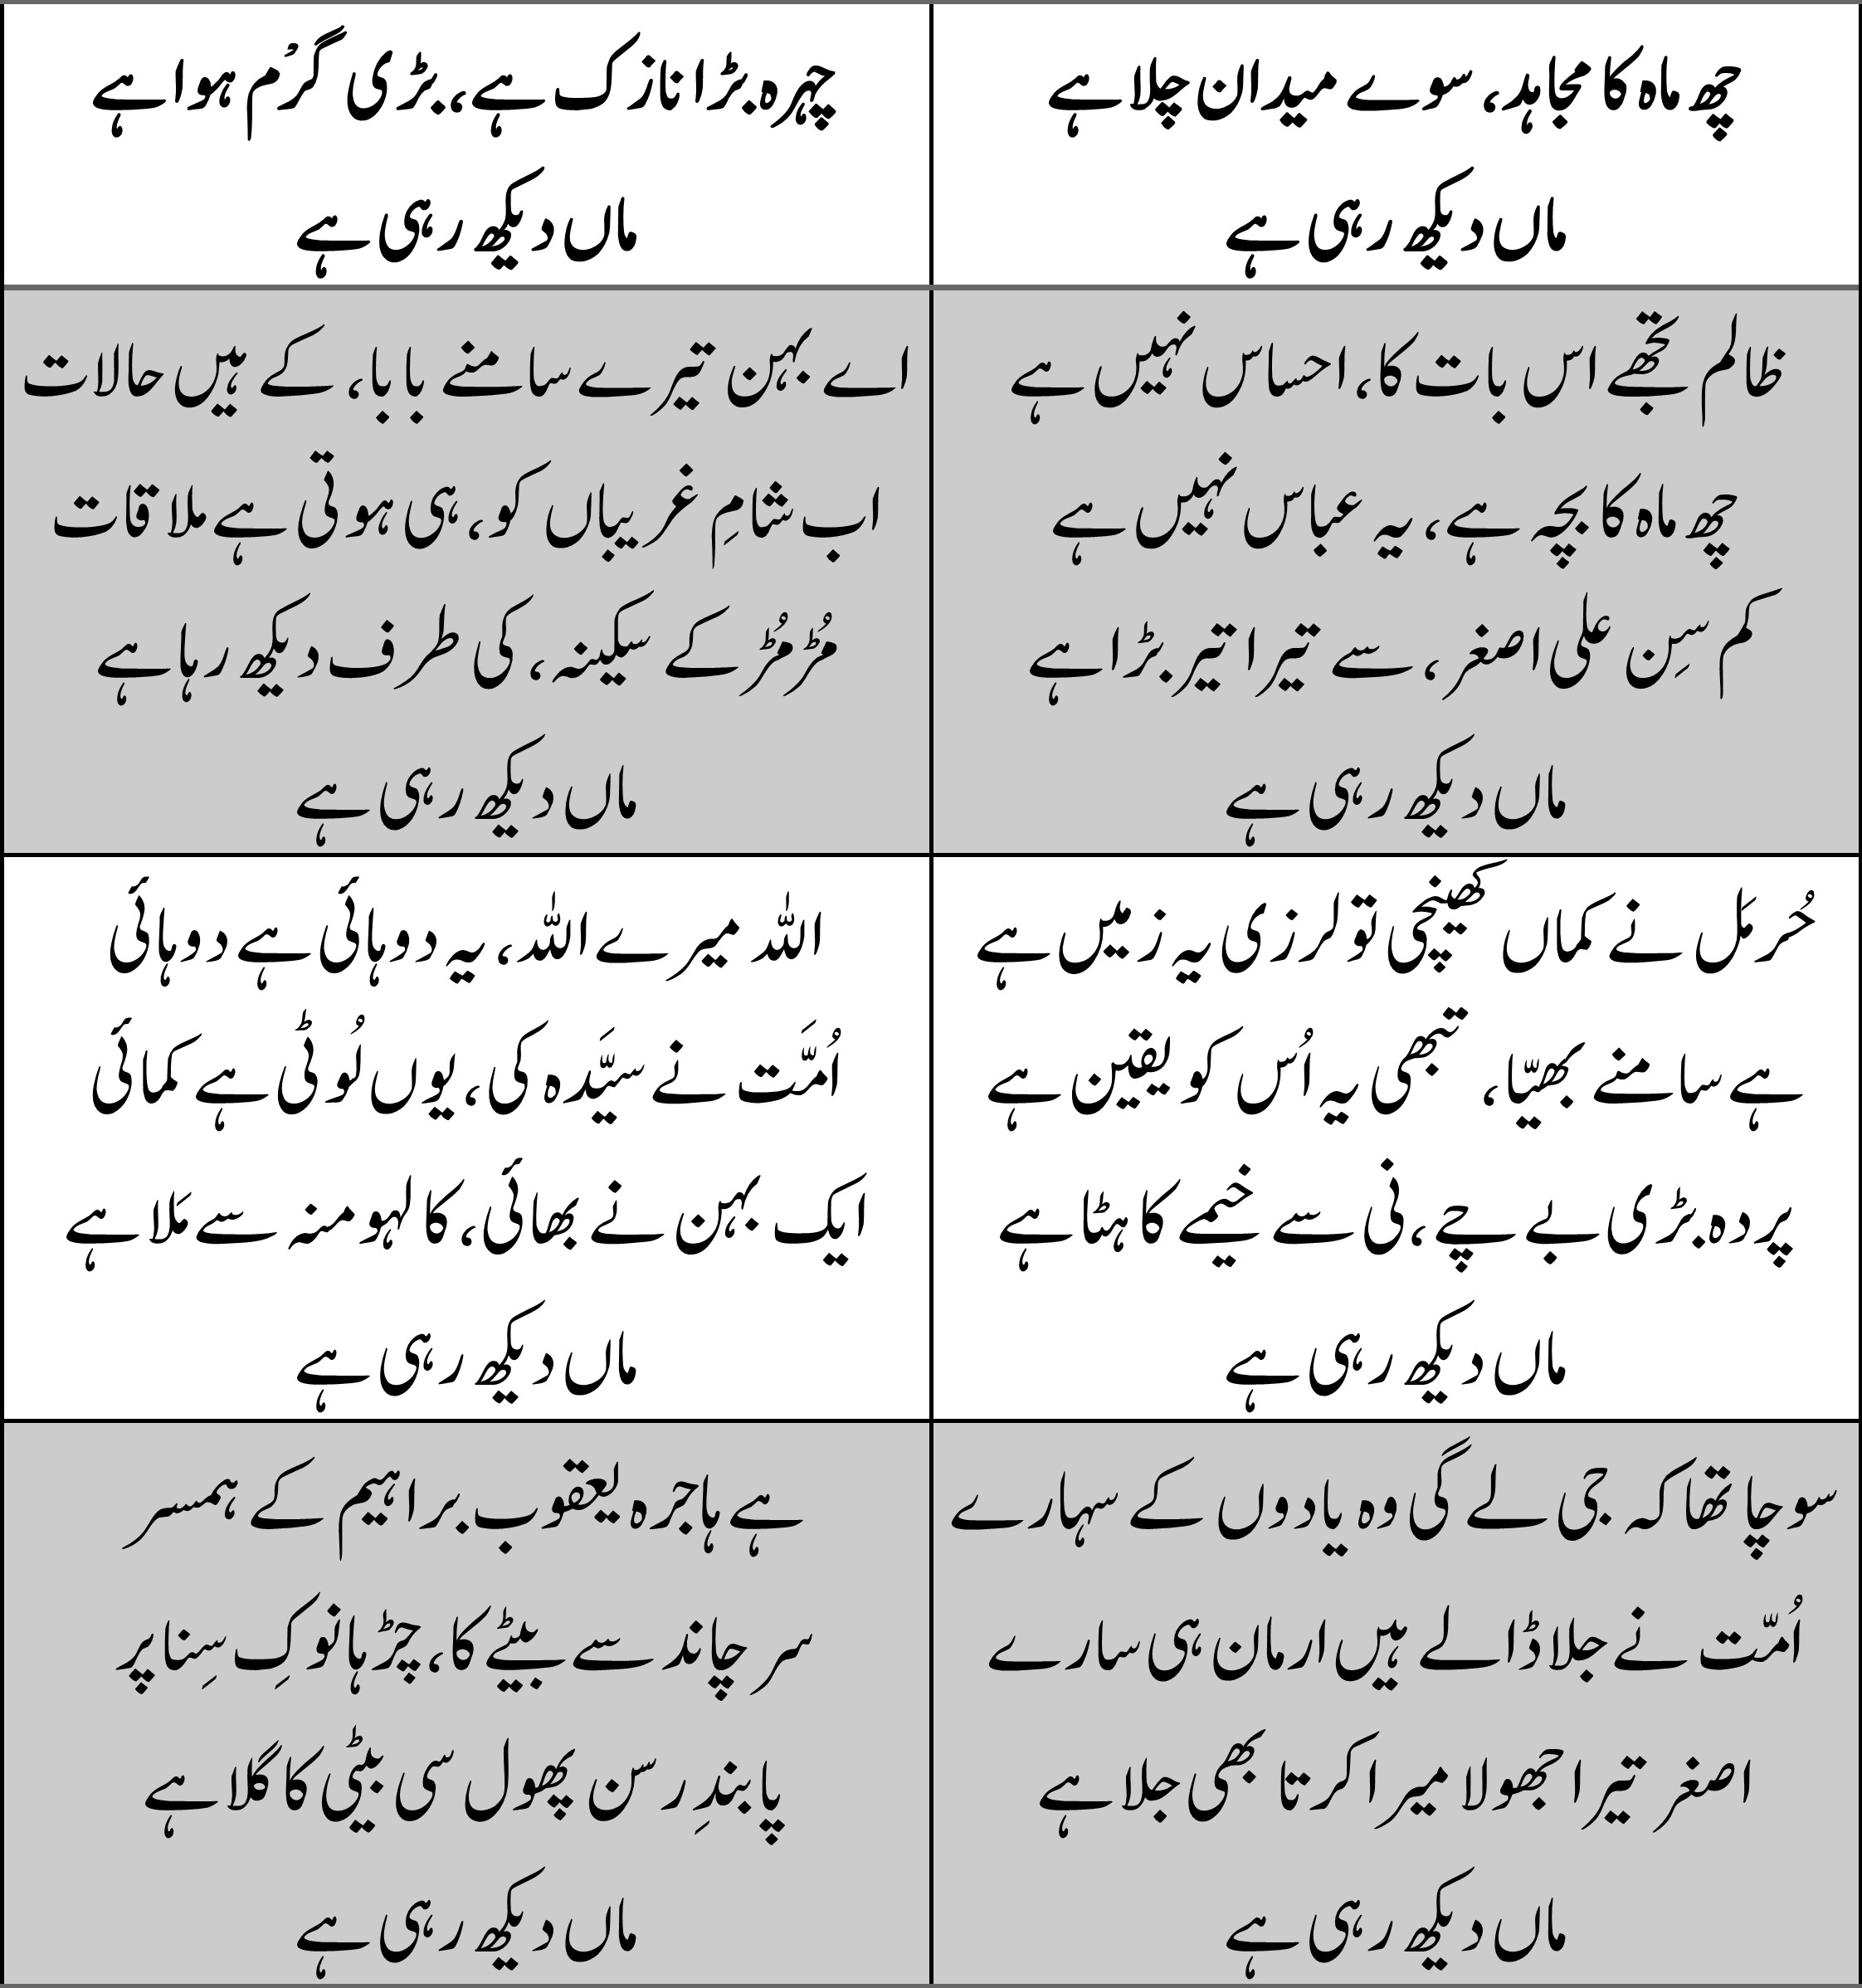 چھ ماہ کا مجاہد، سوے میدان چلا ہے
ماں دیکھ رہی ہے
چہرہ بڑا نازک ہے، بڑی گرُم ہوا ہے
ماں دیکھ رہی ہے
ظالم تجھے اس بات کا، احساس نہیں ہے
چھ ماہ کا بچہ ہے، یہ عباس نہیں ہے
کم سِن علی اصغر، سے تیرا تیر بڑا ہے
ماں دیکھ رہی ہے
اے بہن تیرے سامنے بابا، کے ہیں حالات
اب شامِ غریباں کو، ہی ہوتی ہے ملاقات
مُڑ مُڑ کے سکینہ، کی طرف دیکھ رہا ہے
ماں دیکھ رہی ہے
حُرمَل نے کماں کھینچی تو لرزی یہ زمیں ہے
ہے سامنے بھیّا، تبھی یہ اُس کو یقین ہے
پردہ بڑی بے چے، نی سے خیمے کا ہٹا ہے
ماں دیکھ رہی ہے
اللہ میرے اللہ، یہ دوہائی ہے دوہائی
اُمّت نے سیّدہ کی، یوں لُوٹی ہے کمائی
ایک بہن نے بھائی، کا لہو منہ سے مَلا ہے
ماں دیکھ رہی ہے
سوچا تھا کہ جی لے گی وہ یادوں کے سہارے
اُمّت نے جلا ڈالے ہیں ارمان ہی سارے
اصغر تیرا جھولا میرا کرتا بھی جلا ہے
ماں دیکھ رہی ہے
ہے ہاجرہ یعقوب براہیم کے ہمسر
سر چاند سے بیٹے کا، چڑہا نوکِ سِنا پر
پابندِ رسن پھول سی بیٹی کا گلا ہے
ماں دیکھ رہی ہے